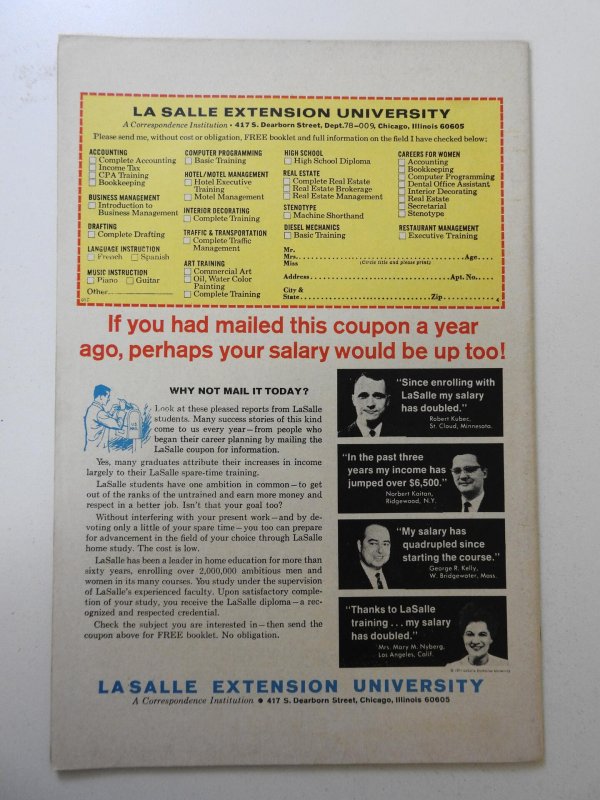 LA SALLE EXTENSION UNIVERSITY
A Correspondence Institution • 417 S. Dearborn Street, Dept. 78-009, Chicago, Illinois 60605
Please send me, without cost or obligation, FREE booklet and full information on the field I have checked below:
ACCOUNTING
Complete Accounting
Income Tax
CPA Training
Bookkeeping
BUSINESS MANAGEMENT
Introduction to
Business Management
DRAFTING
Complete Drafting
LANGUAGE INSTRUCTION
French Spanish
MUSIC INSTRUCTION
Piano Guitar
Other
COMPUTER PROGRAMMING
Basic Training
HOTEL/MOTEL MANAGEMENT
Hotel Executive
Training
Motel Management
INTERIOR DECORATING
Complete Training
TRAFFIC & TRANSPORTATION
Complete Traffic
Management
ART TRAINING
Commercial Art
Oil, Water Color
Painting
Complete Training
HIGH SCHOOL
High School Diploma
REAL ESTATE
Complete Real Estate
Real Estate Brokerage
Real Estate Management
STENOTYPE
Machine Shorthand
DIESEL MECHANICS
Basic Training
CAREERS FOR WOMEN
Accounting
Bookkeeping
Computer Programming
Dental Office Assistant
Interior Decorating
Real Estate
Secretarial
Stenotype
RESTAURANT MANAGEMENT
Executive Training
Mr.
Mrs. Age
Miss (Circle title and please print)
Address Apt. No.
City &
State Zip
If you had mailed this coupon a year
ago, perhaps your salary would be up too!
WHY NOT MAIL IT TODAY?
Look at these pleased reports from LaSalle
students. Many success stories of this kind
come to us every year—from people who
began their career planning by mailing the
LaSalle coupon for information.
Yes, many graduates attribute their increases in income
largely to their LaSalle spare-time training.
LaSalle students have one ambition in common—to get
out of the ranks of the untrained and earn more money and
respect in a better job. Isn't that your goal too?
Without interfering with your present work—and by de-
voting only a little of your spare time—you too can prepare
for advancement in the field of your choice through LaSalle
home study. The cost is low.
LaSalle has been a leader in home education for more than
sixty years, enrolling over 2,000,000 ambitious men and
women in its many courses. You study under the supervision
of LaSalle's experienced faculty. Upon satisfactory comple-
tion of your study, you receive the LaSalle diploma—a rec-
ognized and respected credential.
Check the subject you are interested in—then send the
coupon above for FREE booklet. No obligation.
"Since enrolling with
LaSalle my salary
has doubled."
Robert Kubec,
St. Cloud, Minnesota.
"In the past three
years my income has
jumped over $6,500."
Norbert Kaitan,
Ridgewood, N.Y.
"My salary has
quadrupled since
starting the course."
George R. Kelly,
W. Bridgewater, Mass.
"Thanks to LaSalle
training . . . my salary
has doubled."
Mrs. Mary M. Nyberg,
Los Angeles, Calif.
© 1971 LaSalle Extension University
LA SALLE EXTENSION UNIVERSITY
A Correspondence Institution • 417 S. Dearborn Street, Chicago, Illinois 60605